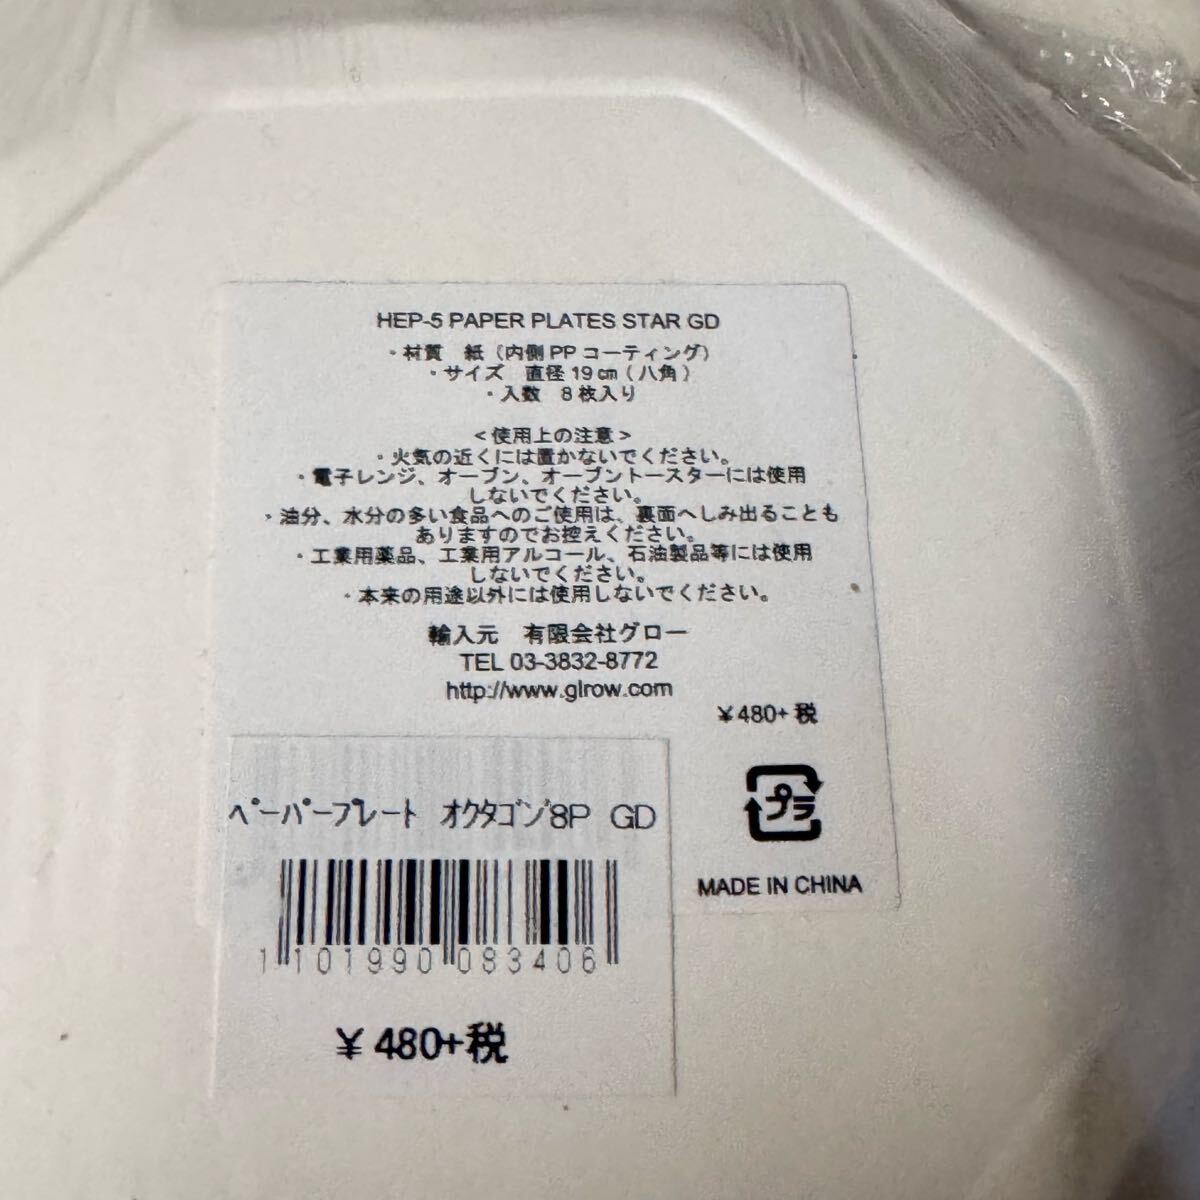 HEP-5 PAPER PLATES STAR GD
・材質　紙（内側PPコーティング）
・サイズ　直径19㎝（八角）
・入数　8枚入り
＜使用上の注意＞
・火気の近くには置かないでください。
・電子レンジ、オーブン、オーブントースターには使用
しないでください。
・油分、水分の多い食品へのご使用は、裏面へしみ出ることも
ありますのでお控えください。
・工業用薬品、工業用アルコール、石油製品等には使用
しないでください。
・本来の用途以外には使用しないでください。
輸入元　有限会社グロー
TEL 03-3832-8772
http://www.glrow.com
￥480+税
プラ
MADE IN CHINA
ﾍﾟｰﾊﾟｰﾌﾟﾚｰﾄ　ｵｸﾀｺﾞﾝ8P　GD
1 101990 083406
￥480+税